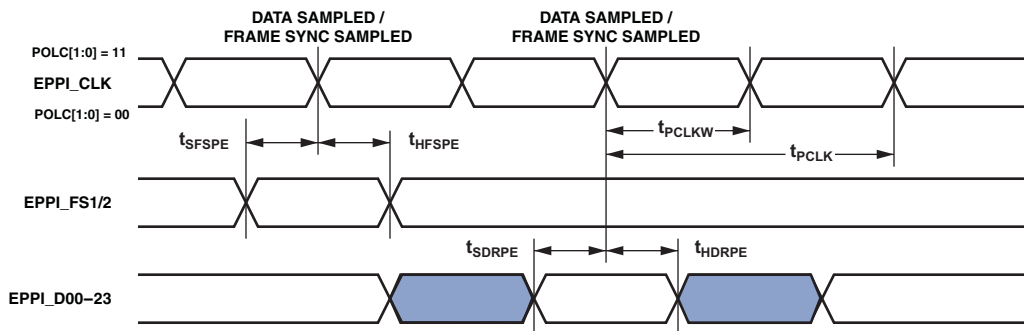 DATA SAMPLED /
FRAME SYNC SAMPLED
DATA SAMPLED /
FRAME SYNC SAMPLED
POLC[1:0] = 11
EPPI_CLK
POLC[1:0] = 00
tSFSPE
tHFSPE
tPCLKW
tPCLK
EPPI_FS1/2
tSDRPE
tHDRPE
EPPI_D00–23